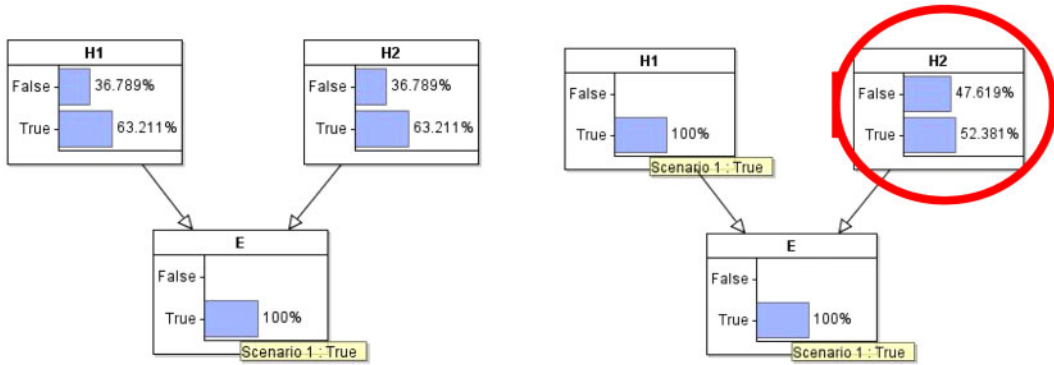 H1
False
36.789%
True
63.211%
H2
False
36.789%
True
63.211%
E
False
True
100%
Scenario 1 : True
H1
False
True
100%
Scenario 1 : True
H2
False
47.619%
True
52.381%
E
False
True
100%
Scenario 1 : True